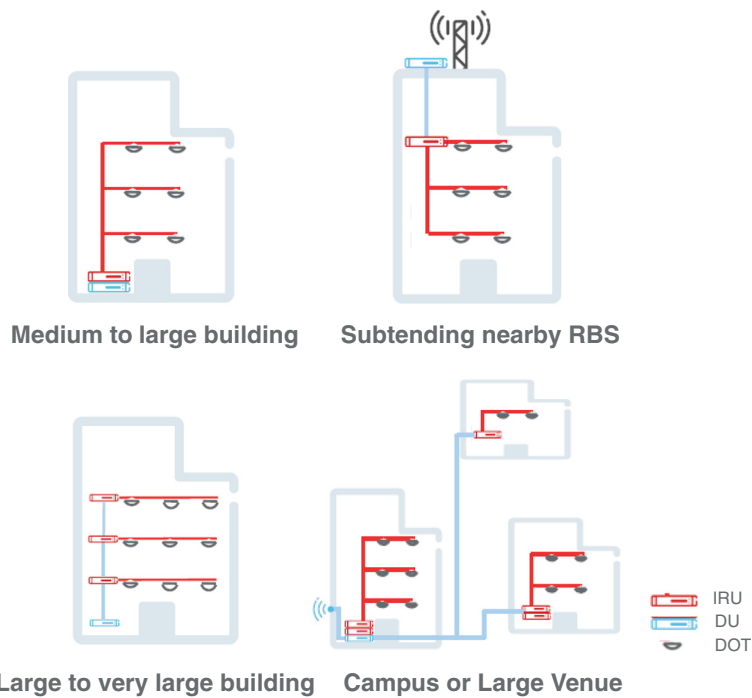 Medium to large building
Subtending nearby RBS
IRU
DU
DOT
Large to very large building
Campus or Large Venue